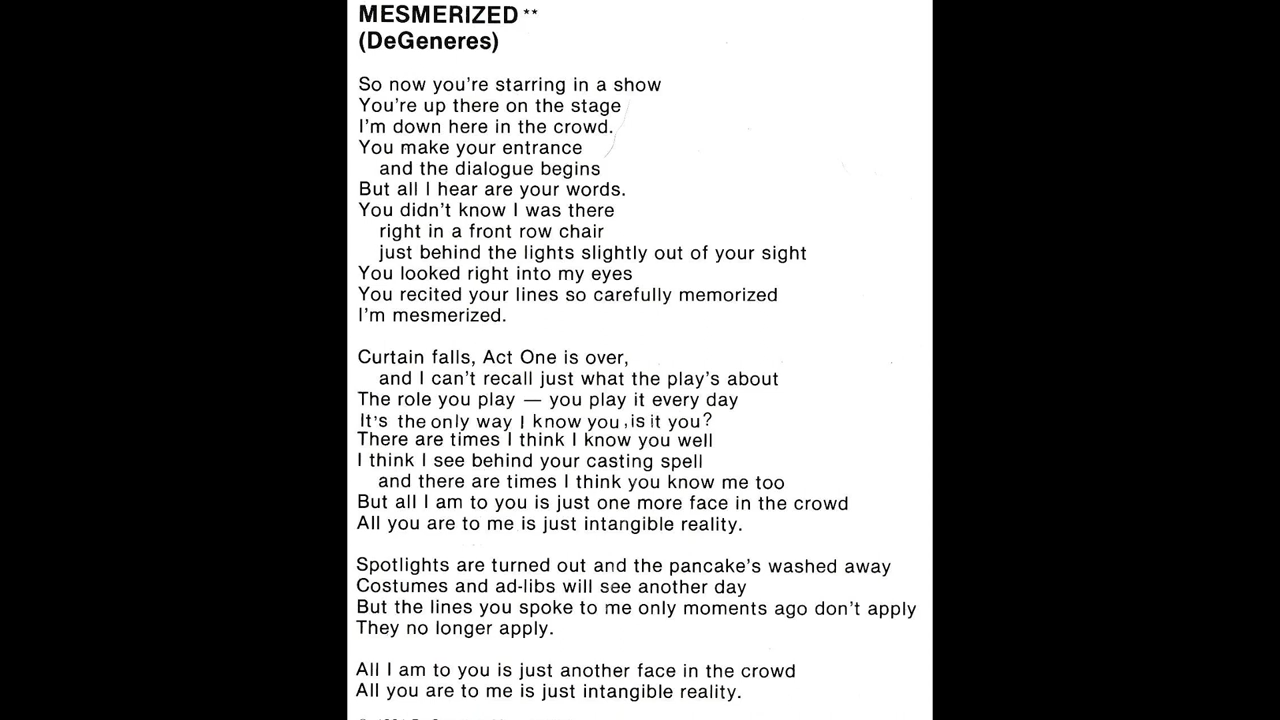 MESMERIZED **
(DeGeneres)
So now you're starring in a show
You're up there on the stage
I'm down here in the crowd.
You make your entrance
and the dialogue begins
But all I hear are your words.
You didn't know I was there
right in a front row chair
just behind the lights slightly out of your sight
You looked right into my eyes
You recited your lines so carefully memorized
I'm mesmerized.
Curtain falls, Act One is over,
and I can't recall just what the play's about
The role you play — you play it every day
It's the only way I know you, is it you?
There are times I think I know you well
I think I see behind your casting spell
and there are times I think you know me too
But all I am to you is just one more face in the crowd
All you are to me is just intangible reality.
Spotlights are turned out and the pancake's washed away
Costumes and ad-libs will see another day
But the lines you spoke to me only moments ago don't apply
They no longer apply.
All I am to you is just another face in the crowd
All you are to me is just intangible reality.